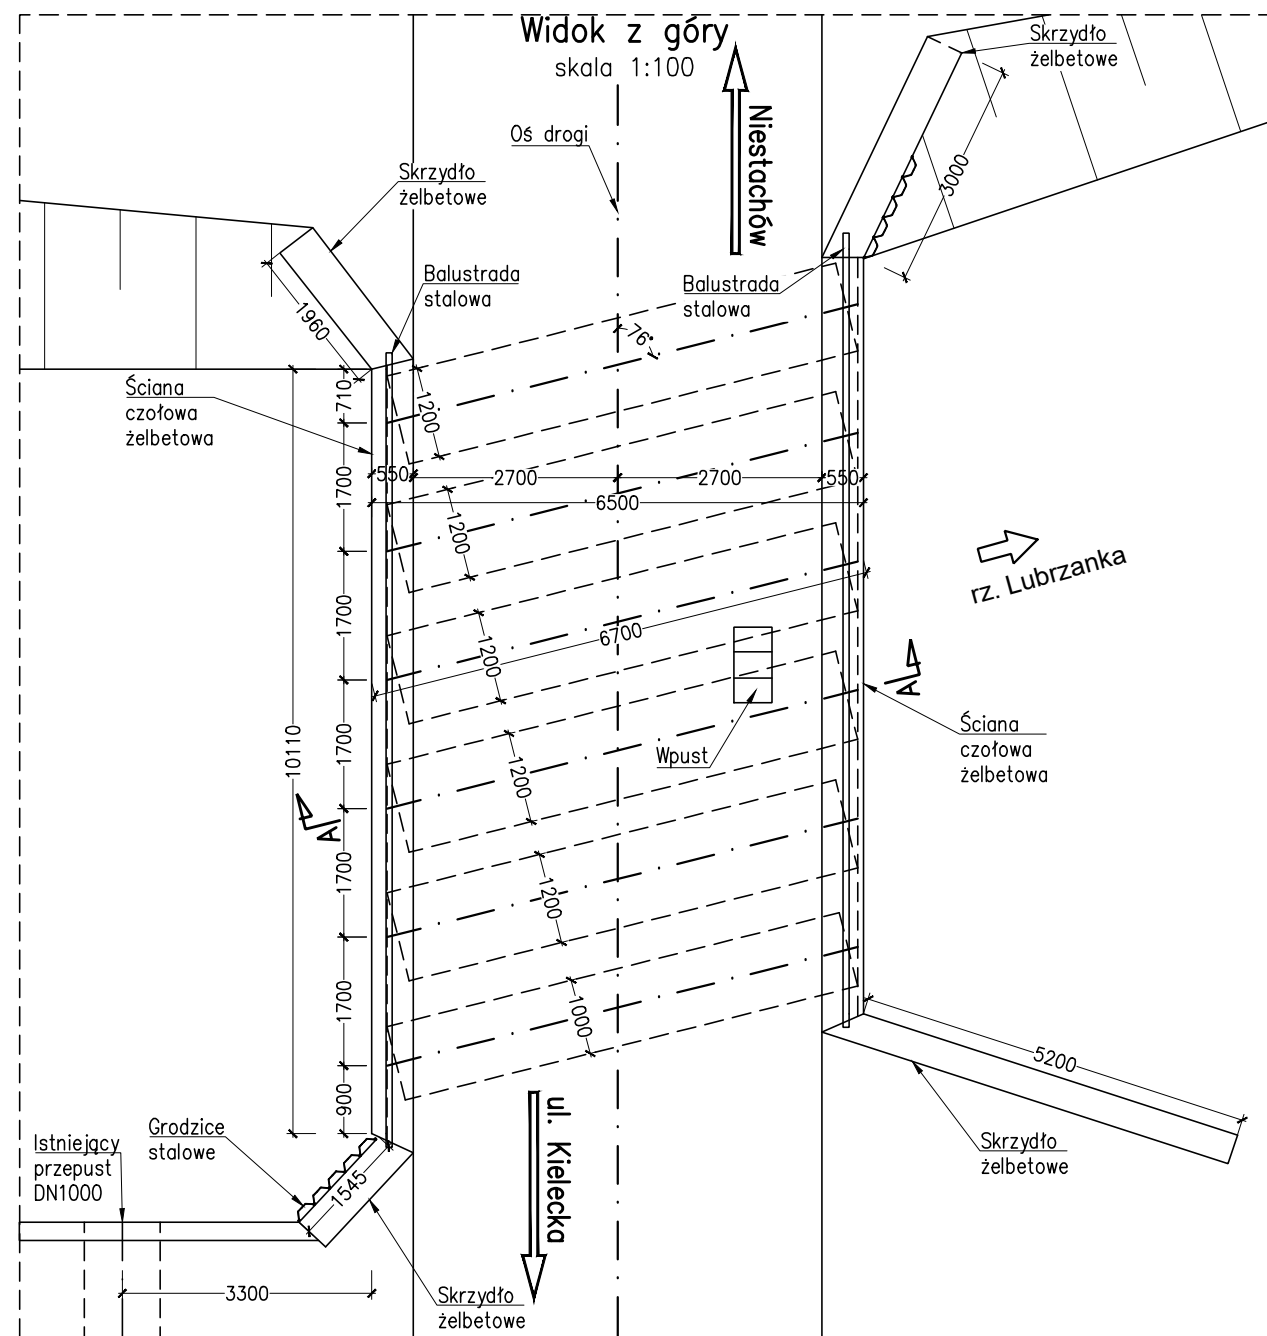 Widok z góry
skala 1:100
Niestachów
Oś drogi
Skrzydło
żelbetowe
3000
Skrzydło
żelbetowe
Balustrada
stalowa
Balustrada
stalowa
1960
76°
Ściana
czołowa
żelbetowa
710
1200
550
2700
2700
550
6500
1700
1200
rz. Lubrzanka
1700
1200
6700
A
Ściana
czołowa
żelbetowa
Wpust
10110
1700
1200
A
1700
1200
1700
1000
900
5200
ul. Kielecka
Skrzydło
żelbetowe
Grodzice
stalowe
Istniejący
przepust
DN1000
1545
3300
Skrzydło
żelbetowe